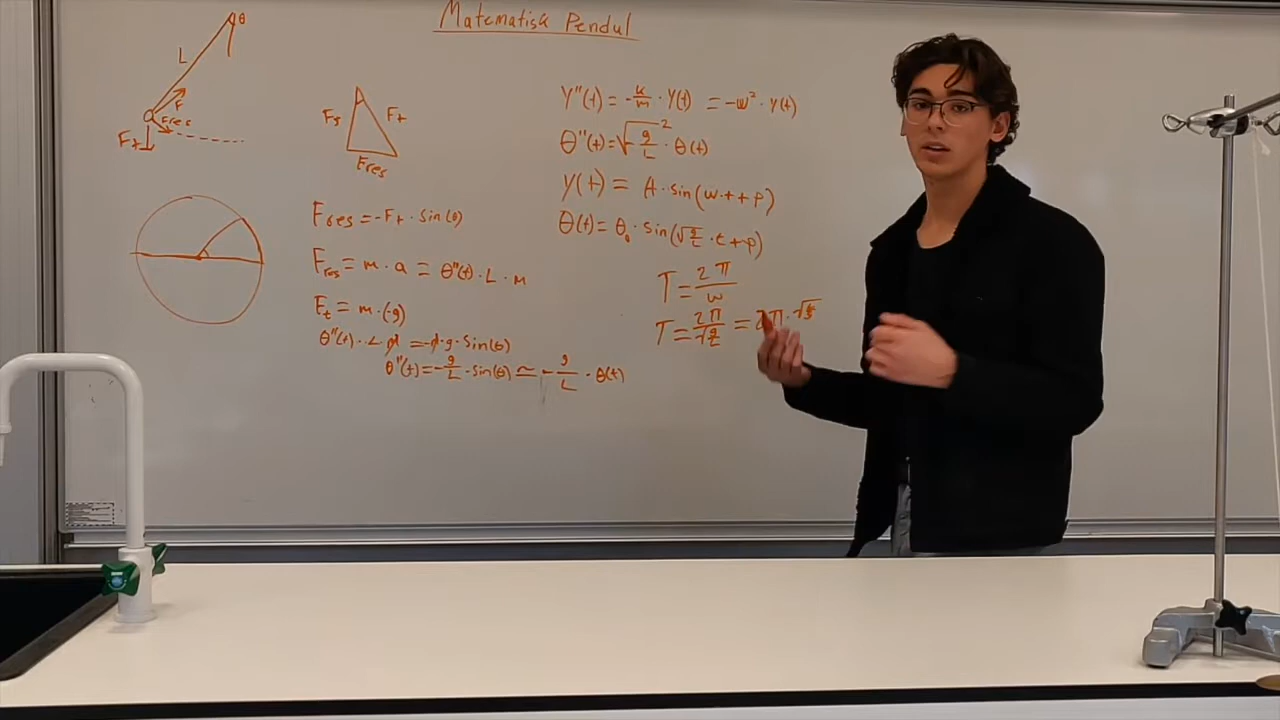 Matematisk Pendul
θ
L
F
Fres
Ft
Fs Ft
Fres
Fres = -Ft · sin(θ)
Fres = m · a = θ''(t) · L · m
Ft = m · (-g)
θ''(t) · L = -g · sin(θ)
θ''(t) = -g/L · sin(θ) ≃ -g/L · θ(t)
Y''(t) = -k/m · Y(t) = -w² · Y(t)
θ''(t) = √(-g/L)² · θ(t)
Y(t) = A · sin(w·t+p)
θ(t) = θ₀ · sin(√(g/L) · t+p)
T = 2π/w
T = 2π/√(g/L) = 2π · √